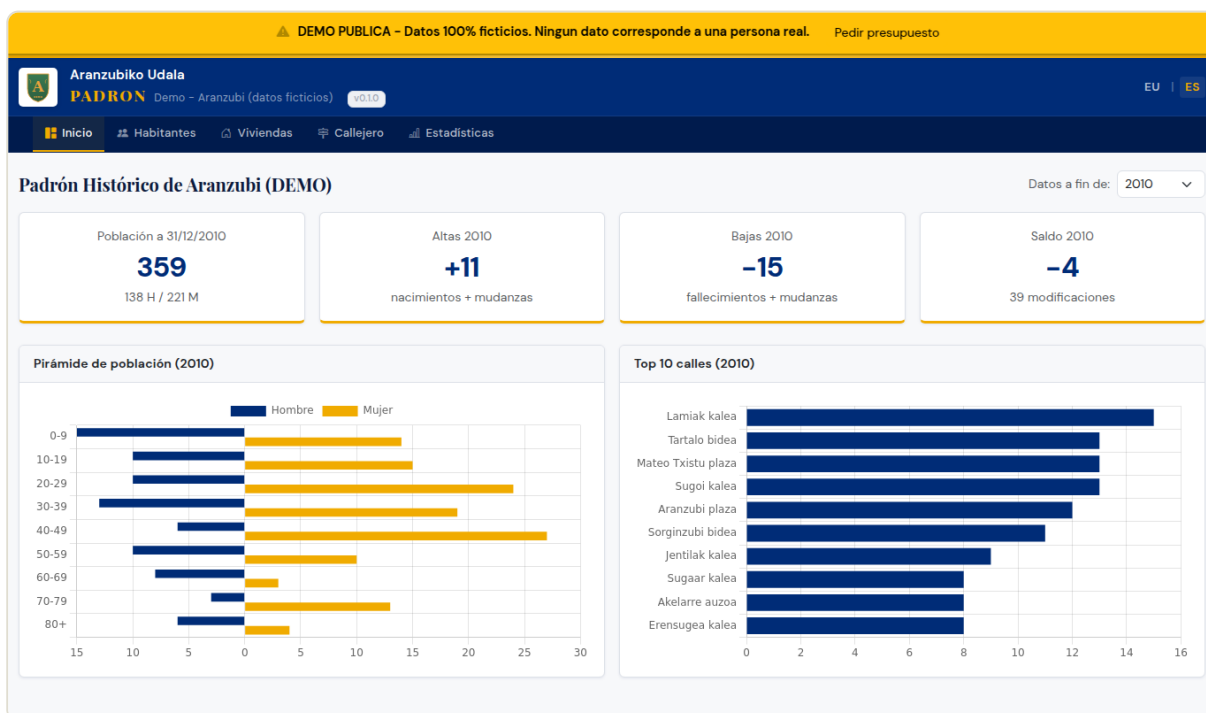 DEMO PUBLICA – Datos 100% ficticios. Ningun dato corresponde a una persona real. Pedir presupuesto
Aranzubiko Udala
PADRON Demo – Aranzubi (datos ficticios) v0.1.0
EU | ES
Inicio Habitantes Viviendas Callejero Estadísticas
Padrón Histórico de Aranzubi (DEMO)
Datos a fin de: 2010
Población a 31/12/2010
359
138 H / 221 M
Altas 2010
+11
nacimientos + mudanzas
Bajas 2010
–15
fallecimientos + mudanzas
Saldo 2010
–4
39 modificaciones
Pirámide de población (2010)
Hombre Mujer
0-9
10-19
20-29
30-39
40-49
50-59
60-69
70-79
80+
15 10 5 0 5 10 15 20 25 30
Top 10 calles (2010)
Lamiak kalea
Tartalo bidea
Mateo Txistu plaza
Sugoi kalea
Aranzubi plaza
Sorginzubi bidea
Jentilak kalea
Sugaar kalea
Akelarre auzoa
Erensugea kalea
0 2 4 6 8 10 12 14 16